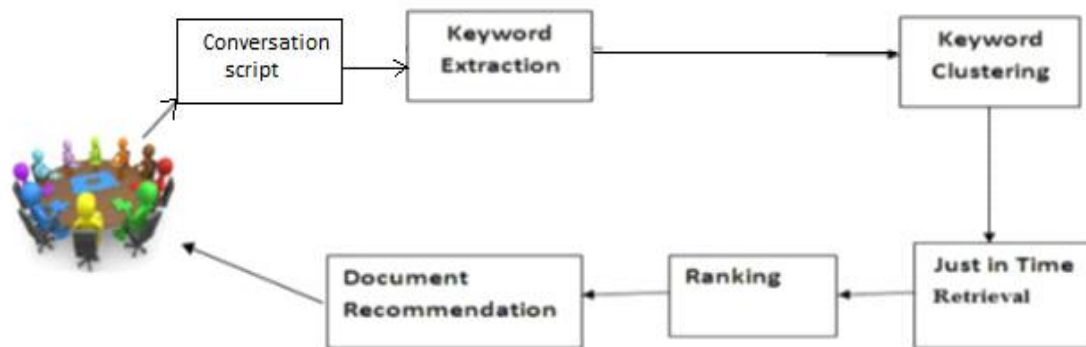 Conversation
script
Keyword
Extraction
Keyword
Clustering
Just in Time
Retrieval
Ranking
Document
Recommendation